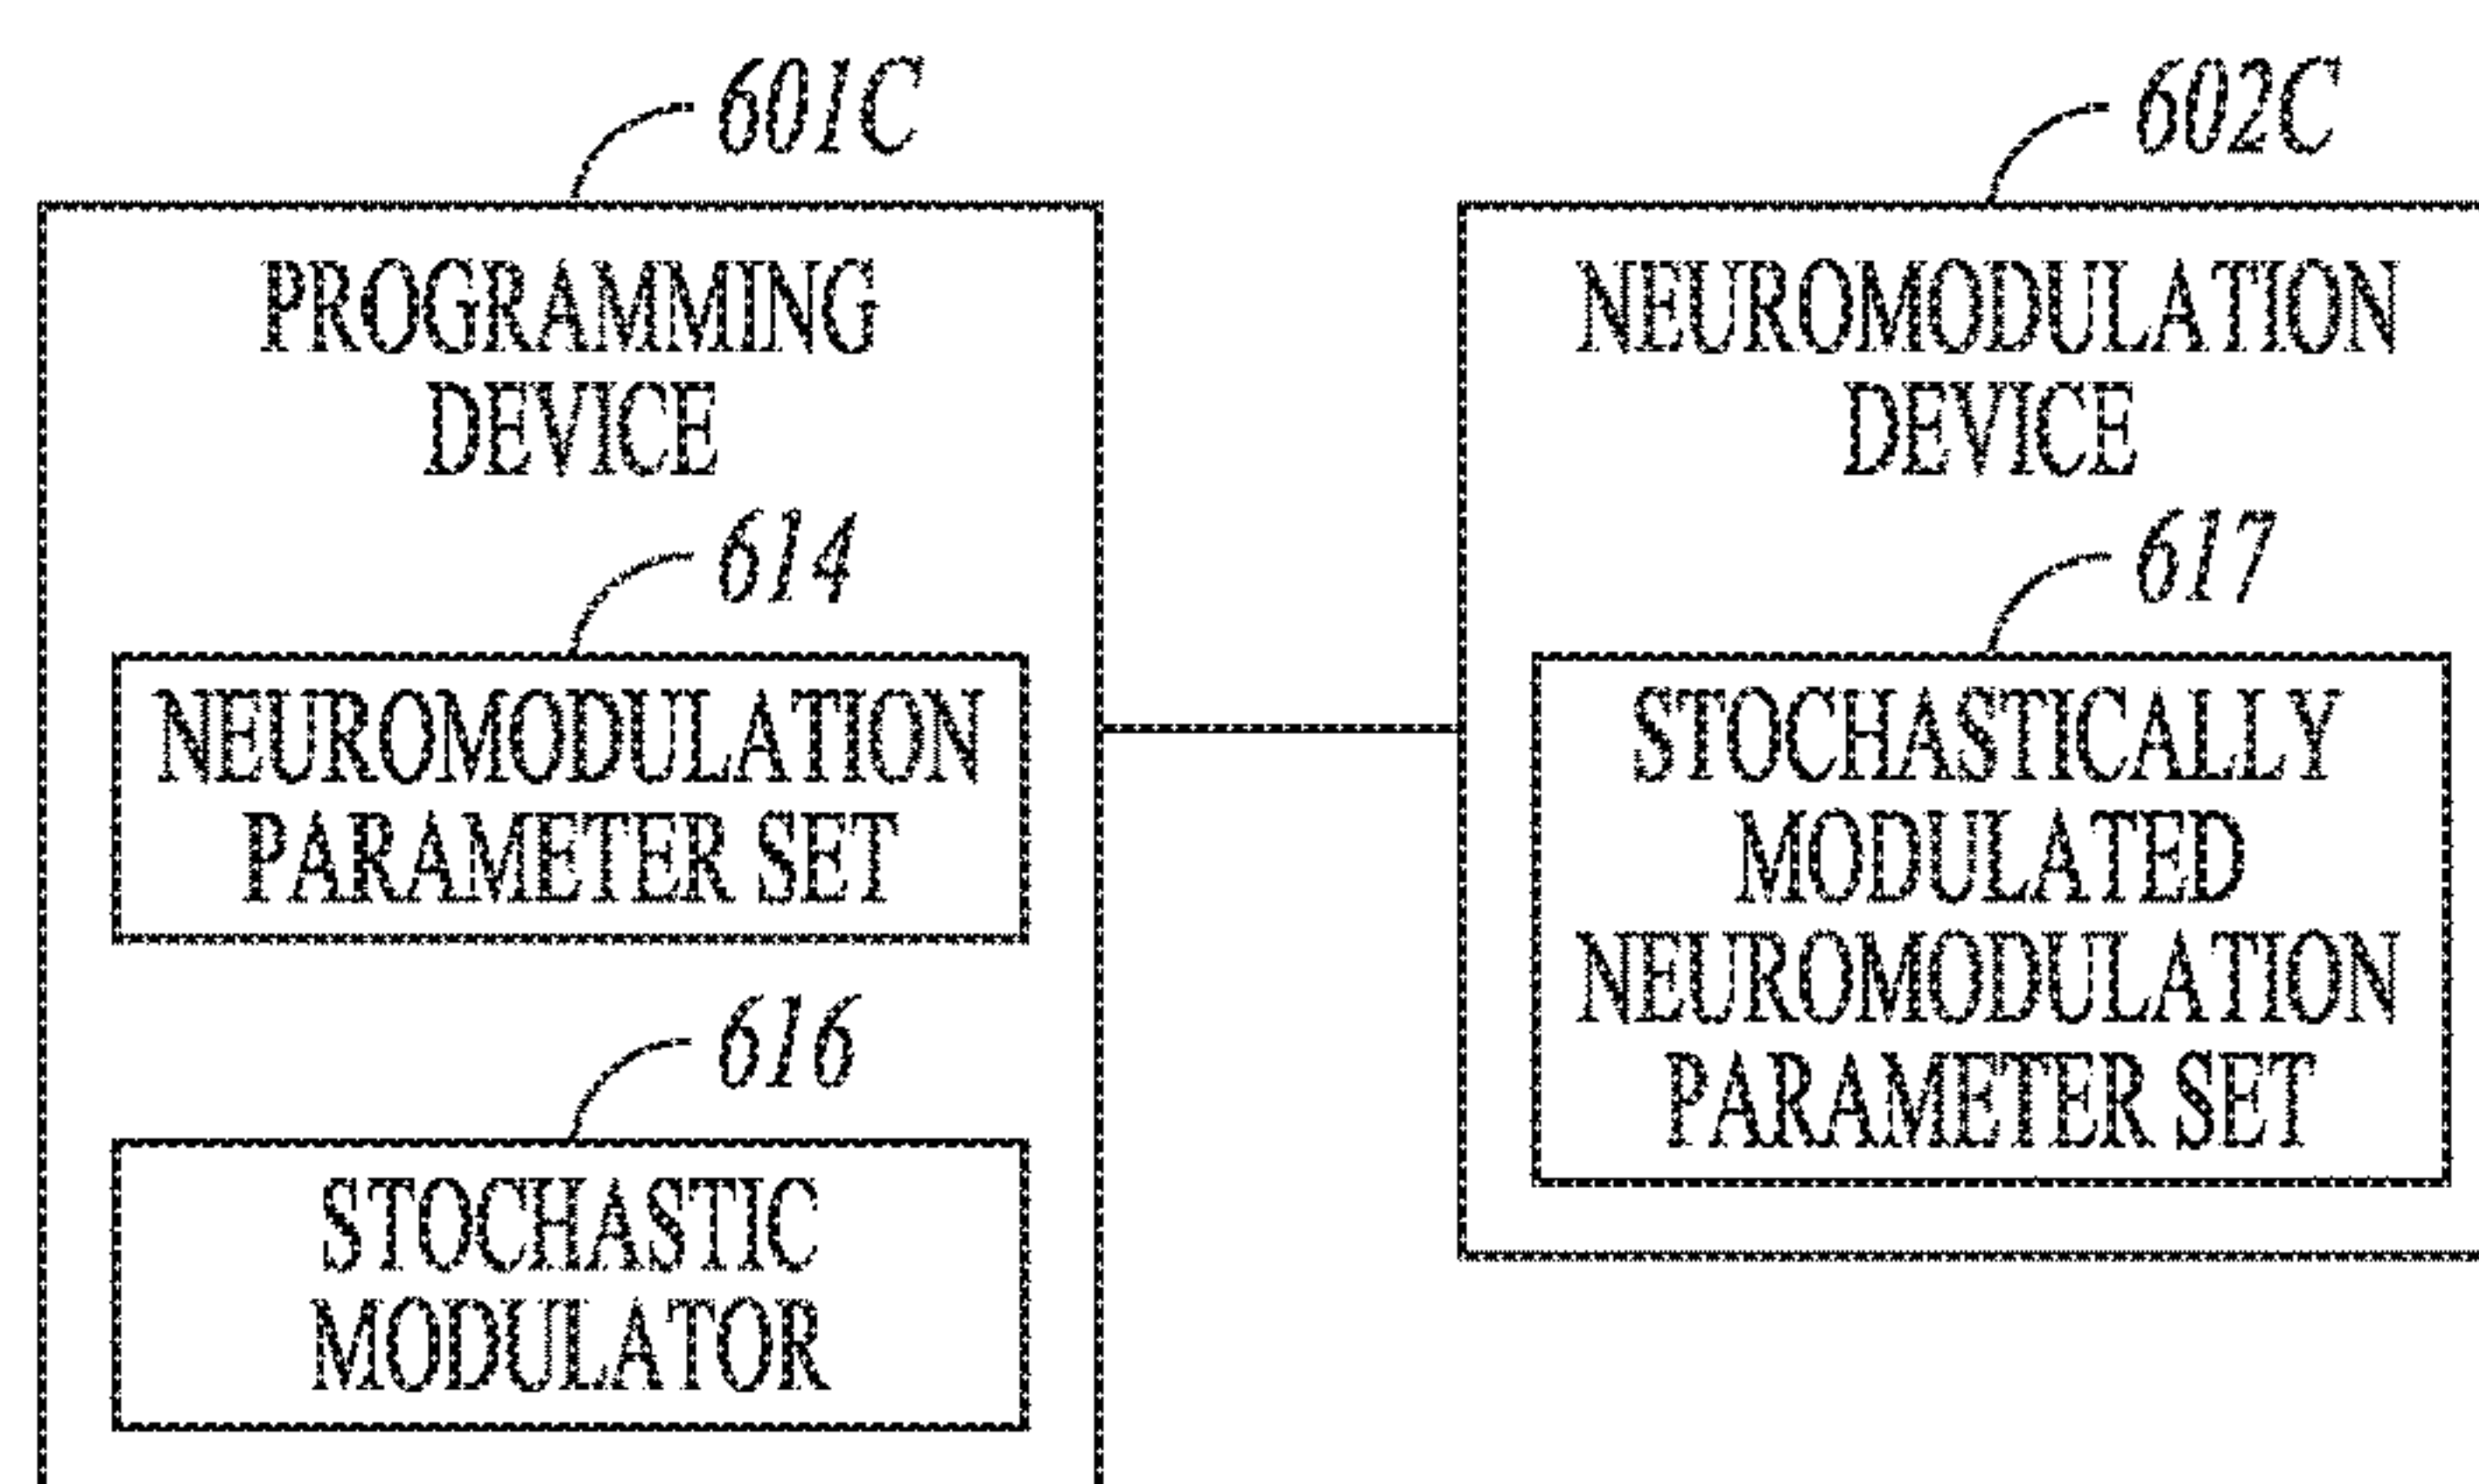 601C
PROGRAMMING
DEVICE
614
NEUROMODULATION
PARAMETER SET
616
STOCHASTIC
MODULATOR
602C
NEUROMODULATION
DEVICE
617
STOCHASTICALLY
MODULATED
NEUROMODULATION
PARAMETER SET